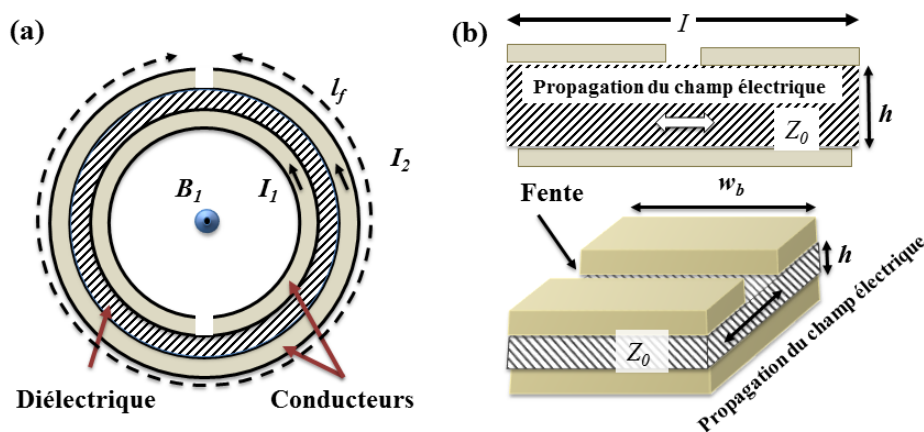 (a)
l_f
I_2
B_1
I_1
Diélectrique
Conducteurs
(b)
I
Propagation du champ électrique
Z_0
h
Fente
w_b
h
Z_0
Propagation du champ électrique